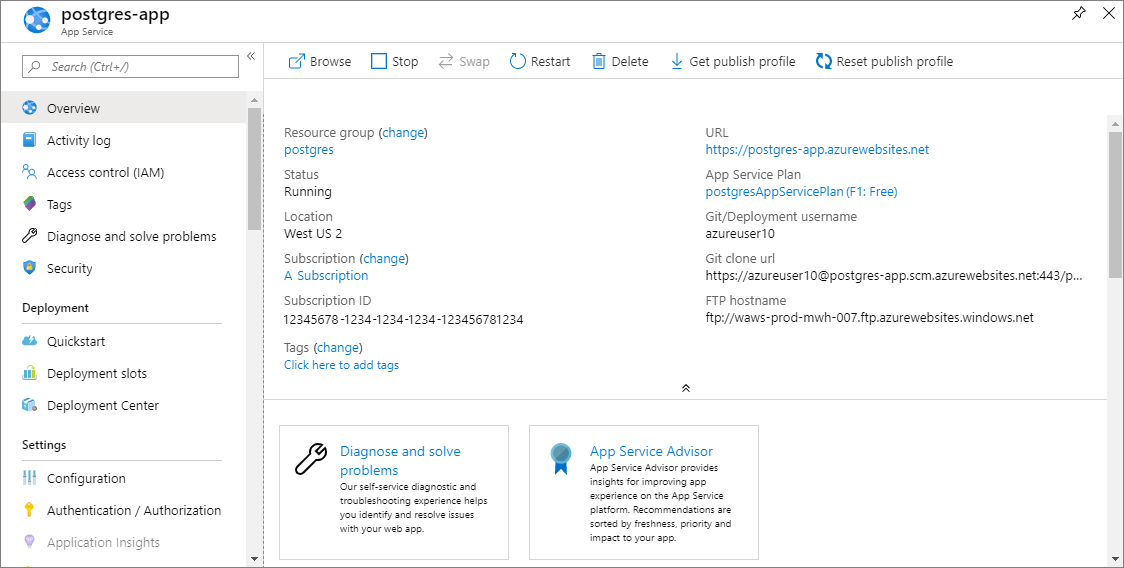 postgres-app
App Service
Search (Ctrl+/)
Overview
Activity log
Access control (IAM)
Tags
Diagnose and solve problems
Security
Deployment
Quickstart
Deployment slots
Deployment Center
Settings
Configuration
Authentication / Authorization
Application Insights
Browse
Stop
Swap
Restart
Delete
Get publish profile
Reset publish profile
Resource group (change)
postgres
Status
Running
Location
West US 2
Subscription (change)
A Subscription
Subscription ID
12345678-1234-1234-1234-123456781234
Tags (change)
Click here to add tags
URL
https://postgres-app.azurewebsites.net
App Service Plan
postgresAppServicePlan (F1: Free)
Git/Deployment username
azureuser10
Git clone url
https://azureuser10@postgres-app.scm.azurewebsites.net:443/p...
FTP hostname
ftp://waws-prod-mwh-007.ftp.azurewebsites.windows.net
Diagnose and solve
problems
Our self-service diagnostic and
troubleshooting experience helps
you identify and resolve issues
with your web app.
App Service Advisor
App Service Advisor provides
insights for improving app
experience on the App Service
platform. Recommendations are
sorted by freshness, priority and
impact to your app.